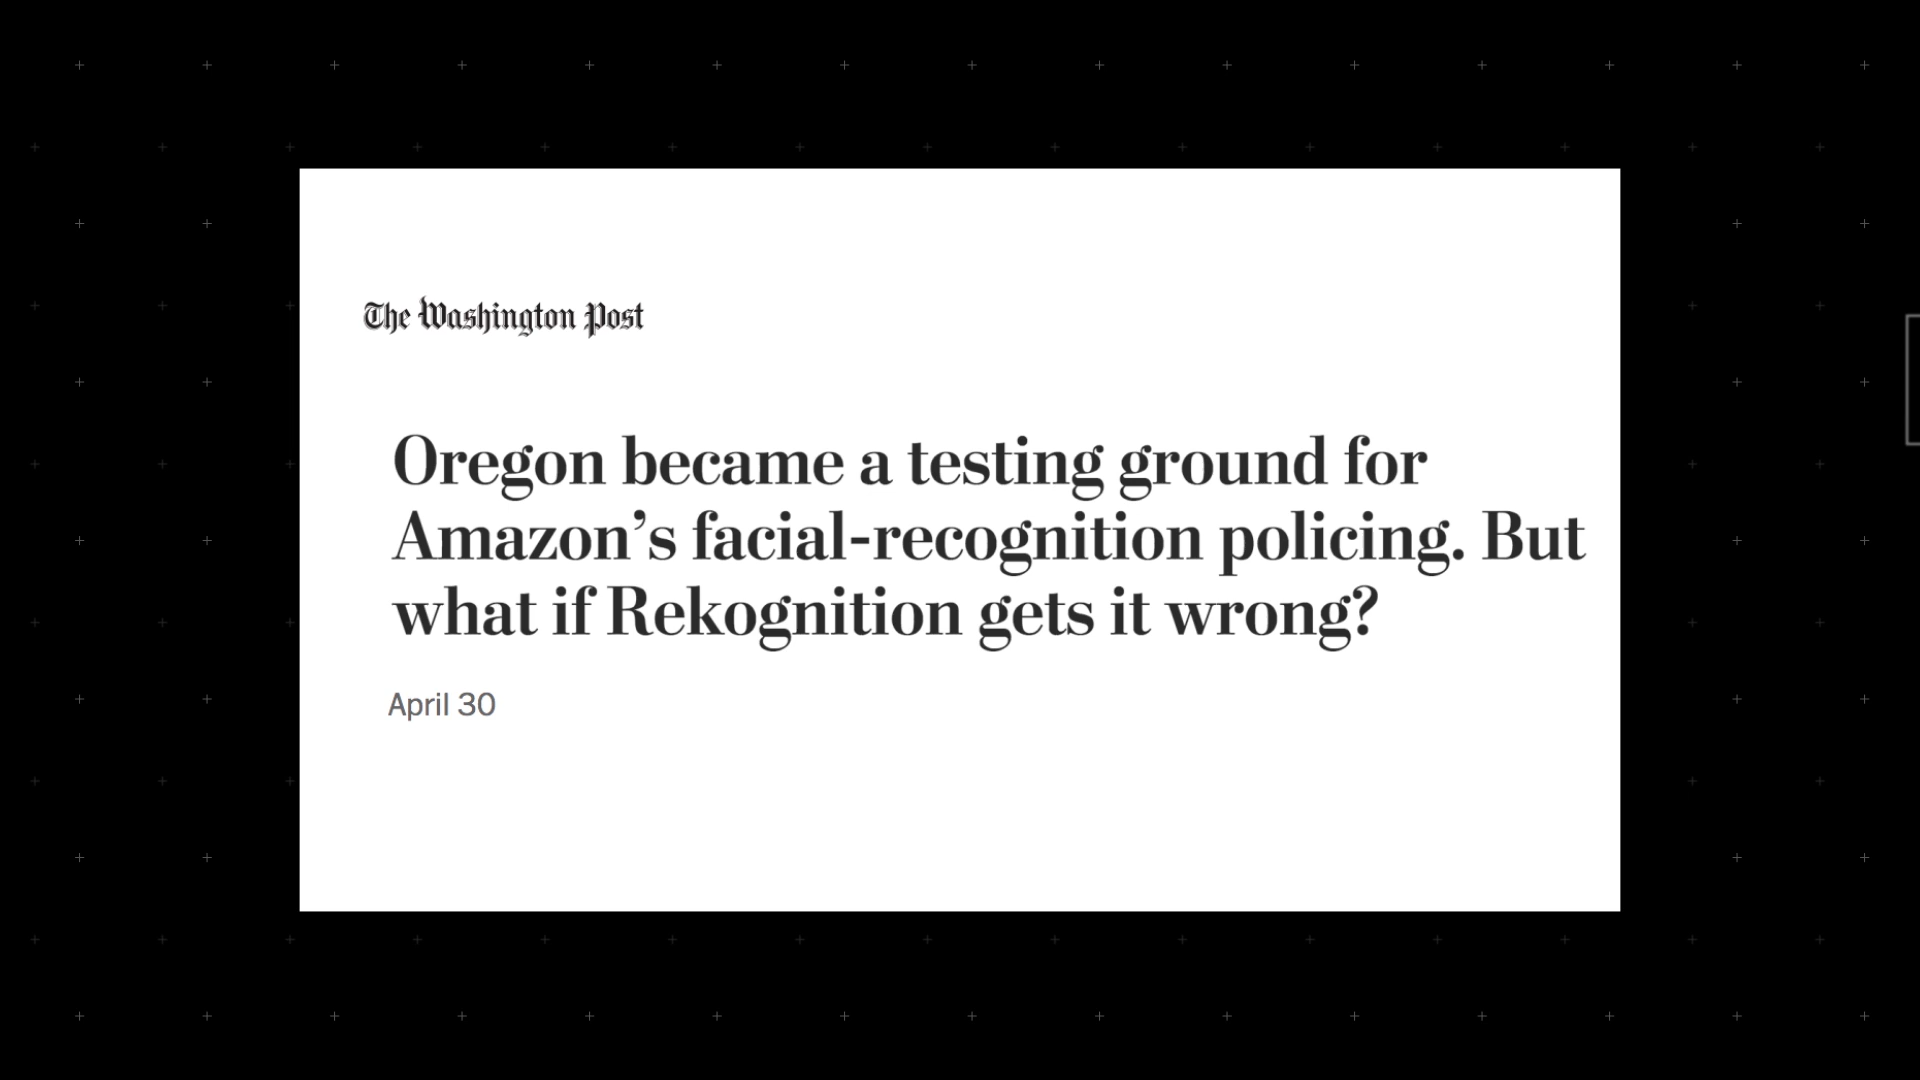 The Washington Post
Oregon became a testing ground for
Amazon’s facial-recognition policing. But
what if Rekognition gets it wrong?
April 30